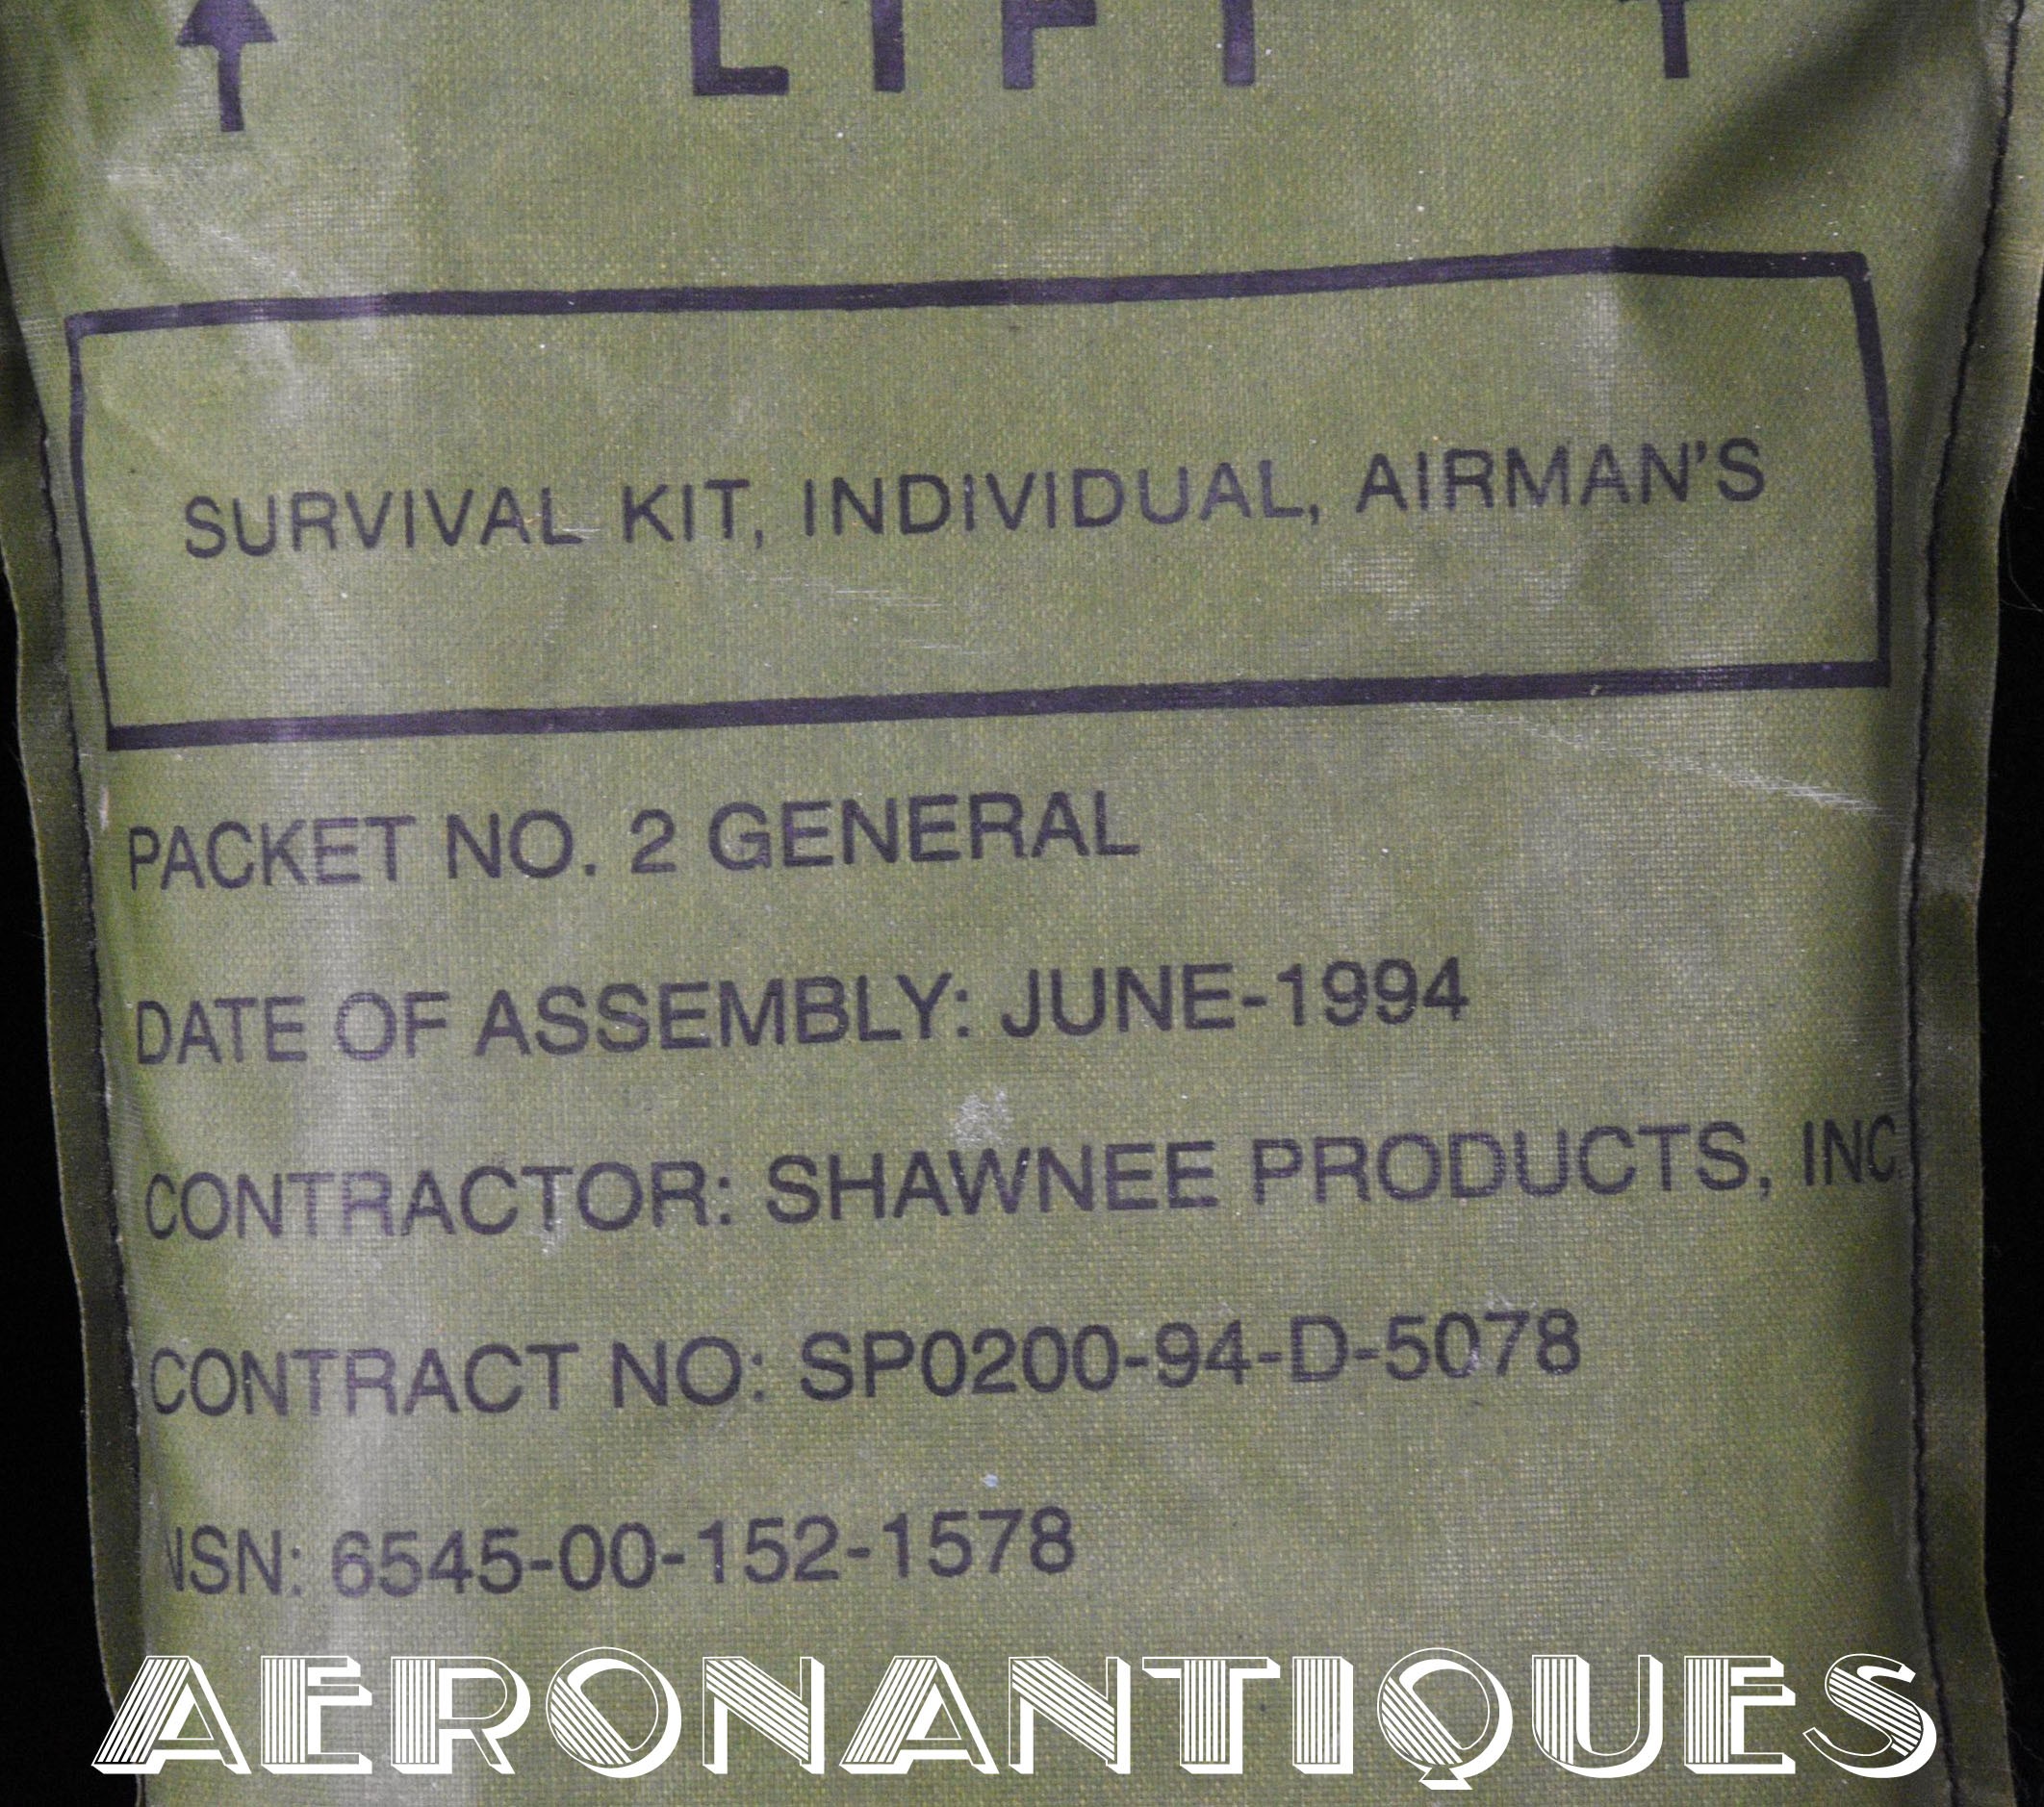 LIFT
SURVIVAL KIT, INDIVIDUAL, AIRMAN'S
PACKET NO. 2 GENERAL
DATE OF ASSEMBLY: JUNE-1994
CONTRACTOR: SHAWNEE PRODUCTS, INC
CONTRACT NO: SP0200-94-D-5078
NSN: 6545-00-152-1578
AERONANTIQUES